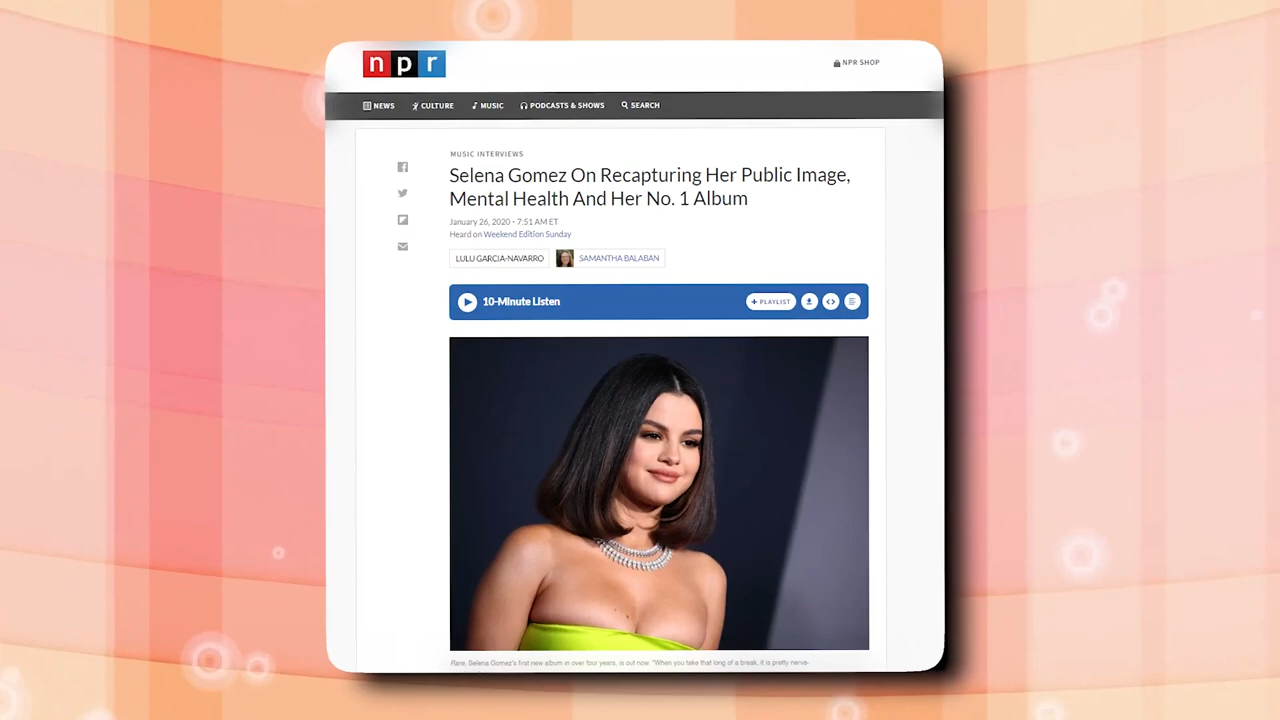 npr
NPR SHOP
NEWS CULTURE MUSIC PODCASTS & SHOWS SEARCH
MUSIC INTERVIEWS
Selena Gomez On Recapturing Her Public Image,
Mental Health And Her No. 1 Album
January 26, 2020 · 7:51 AM ET
Heard on Weekend Edition Sunday
LULU GARCIA-NAVARRO SAMANTHA BALABAN
10-Minute Listen + PLAYLIST
Rare, Selena Gomez's first new album in over four years, is out now. "When you take that long of a break, it is pretty nerve-